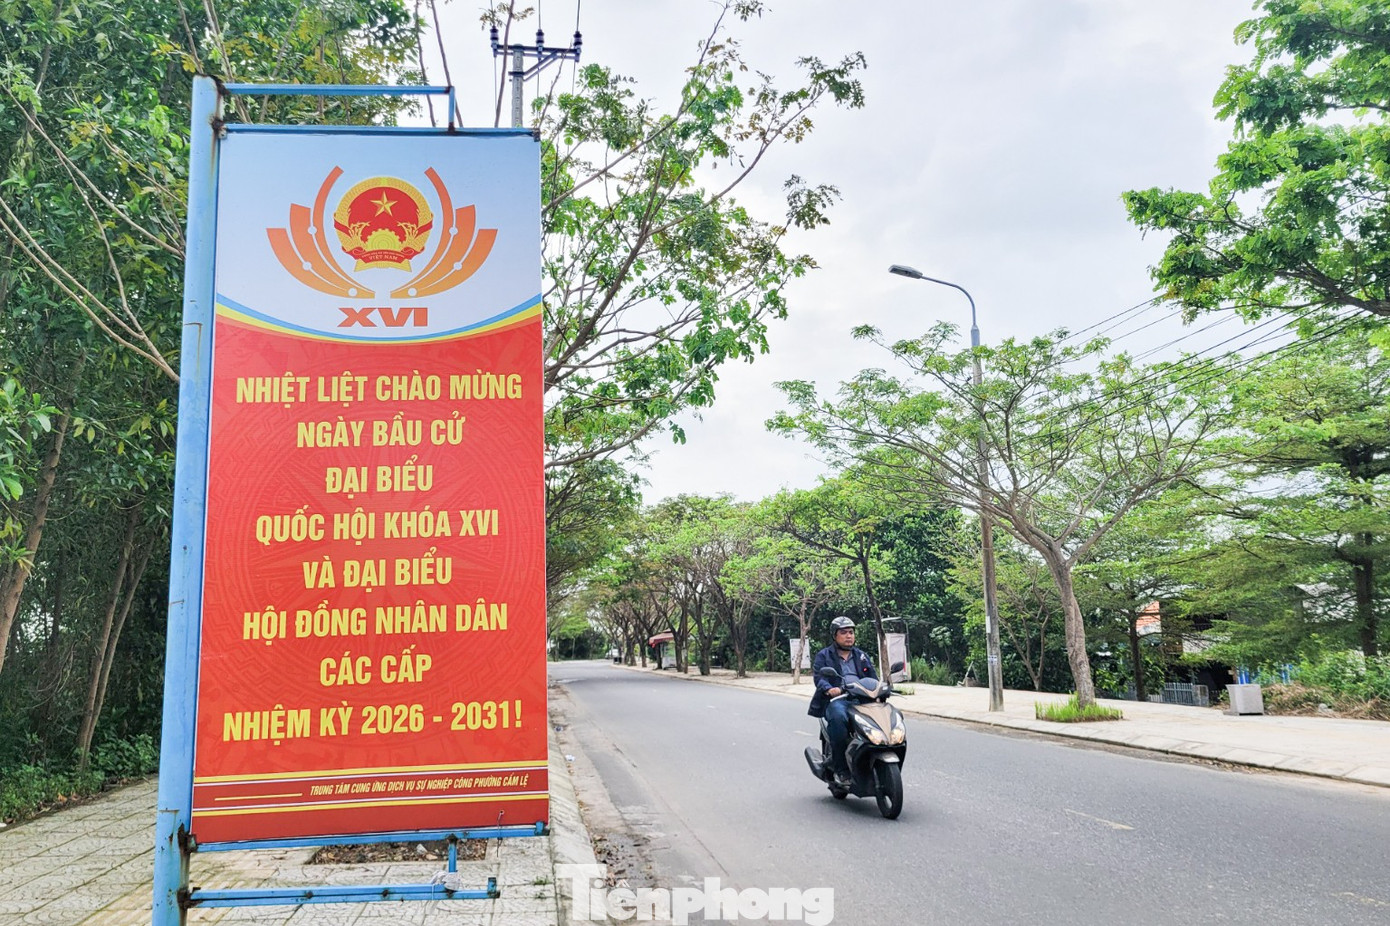 VIỆT NAM
XVI
NHIỆT LIỆT CHÀO MỪNG
NGÀY BẦU CỬ
ĐẠI BIỂU
QUỐC HỘI KHÓA XVI
VÀ ĐẠI BIỂU
HỘI ĐỒNG NHÂN DÂN
CÁC CẤP
NHIỆM KỲ 2026 - 2031!
TRUNG TÂM CUNG ỨNG DỊCH VỤ SỰ NGHIỆP CÔNG PHƯỜNG CẨM LỆ
Tiền phong